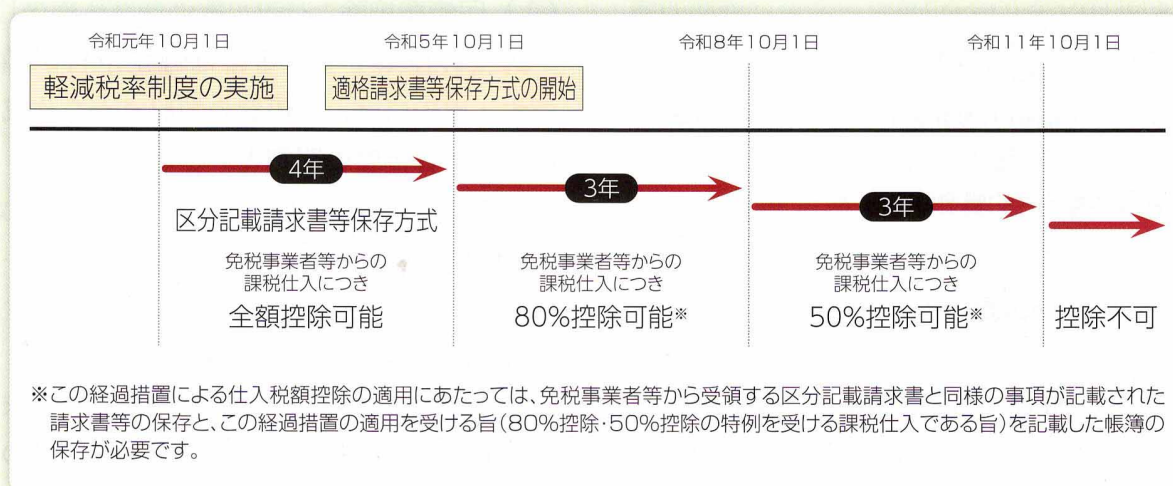 令和元年10月1日 令和5年10月1日 令和8年10月1日 令和11年10月1日
軽減税率制度の実施 適格請求書等保存方式の開始
4年
3年
3年
区分記載請求書等保存方式
免税事業者等からの 免税事業者等からの 免税事業者等からの
課税仕入につき 課税仕入につき 課税仕入につき
全額控除可能 80%控除可能※ 50%控除可能※ 控除不可
※この経過措置による仕入税額控除の適用にあたっては、免税事業者等から受領する区分記載請求書と同様の事項が記載された
請求書等の保存と、この経過措置の適用を受ける旨(80%控除・50%控除の特例を受ける課税仕入である旨)を記載した帳簿の
保存が必要です。